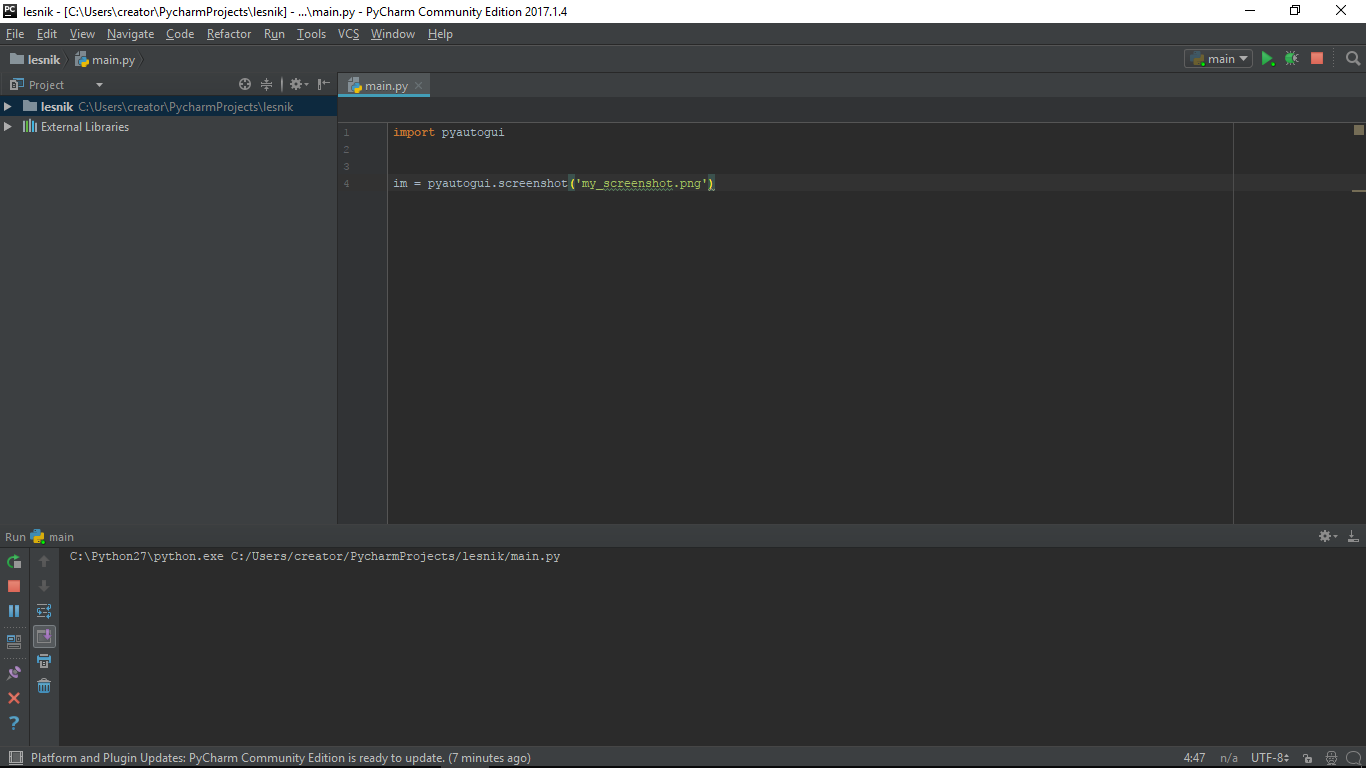 PC lesnik - [C:\Users\creator\PycharmProjects\lesnik] - ...\main.py - PyCharm Community Edition 2017.1.4
File Edit View Navigate Code Refactor Run Tools VCS Window Help
lesnik main.py main
Project main.py
lesnik C:\Users\creator\PycharmProjects\lesnik
External Libraries
1 import pyautogui
2
3
4 im = pyautogui.screenshot('my_screenshot.png')
Run main
C:\Python27\python.exe C:/Users/creator/PycharmProjects/lesnik/main.py
Platform and Plugin Updates: PyCharm Community Edition is ready to update. (7 minutes ago) 4:47 n/a UTF-8